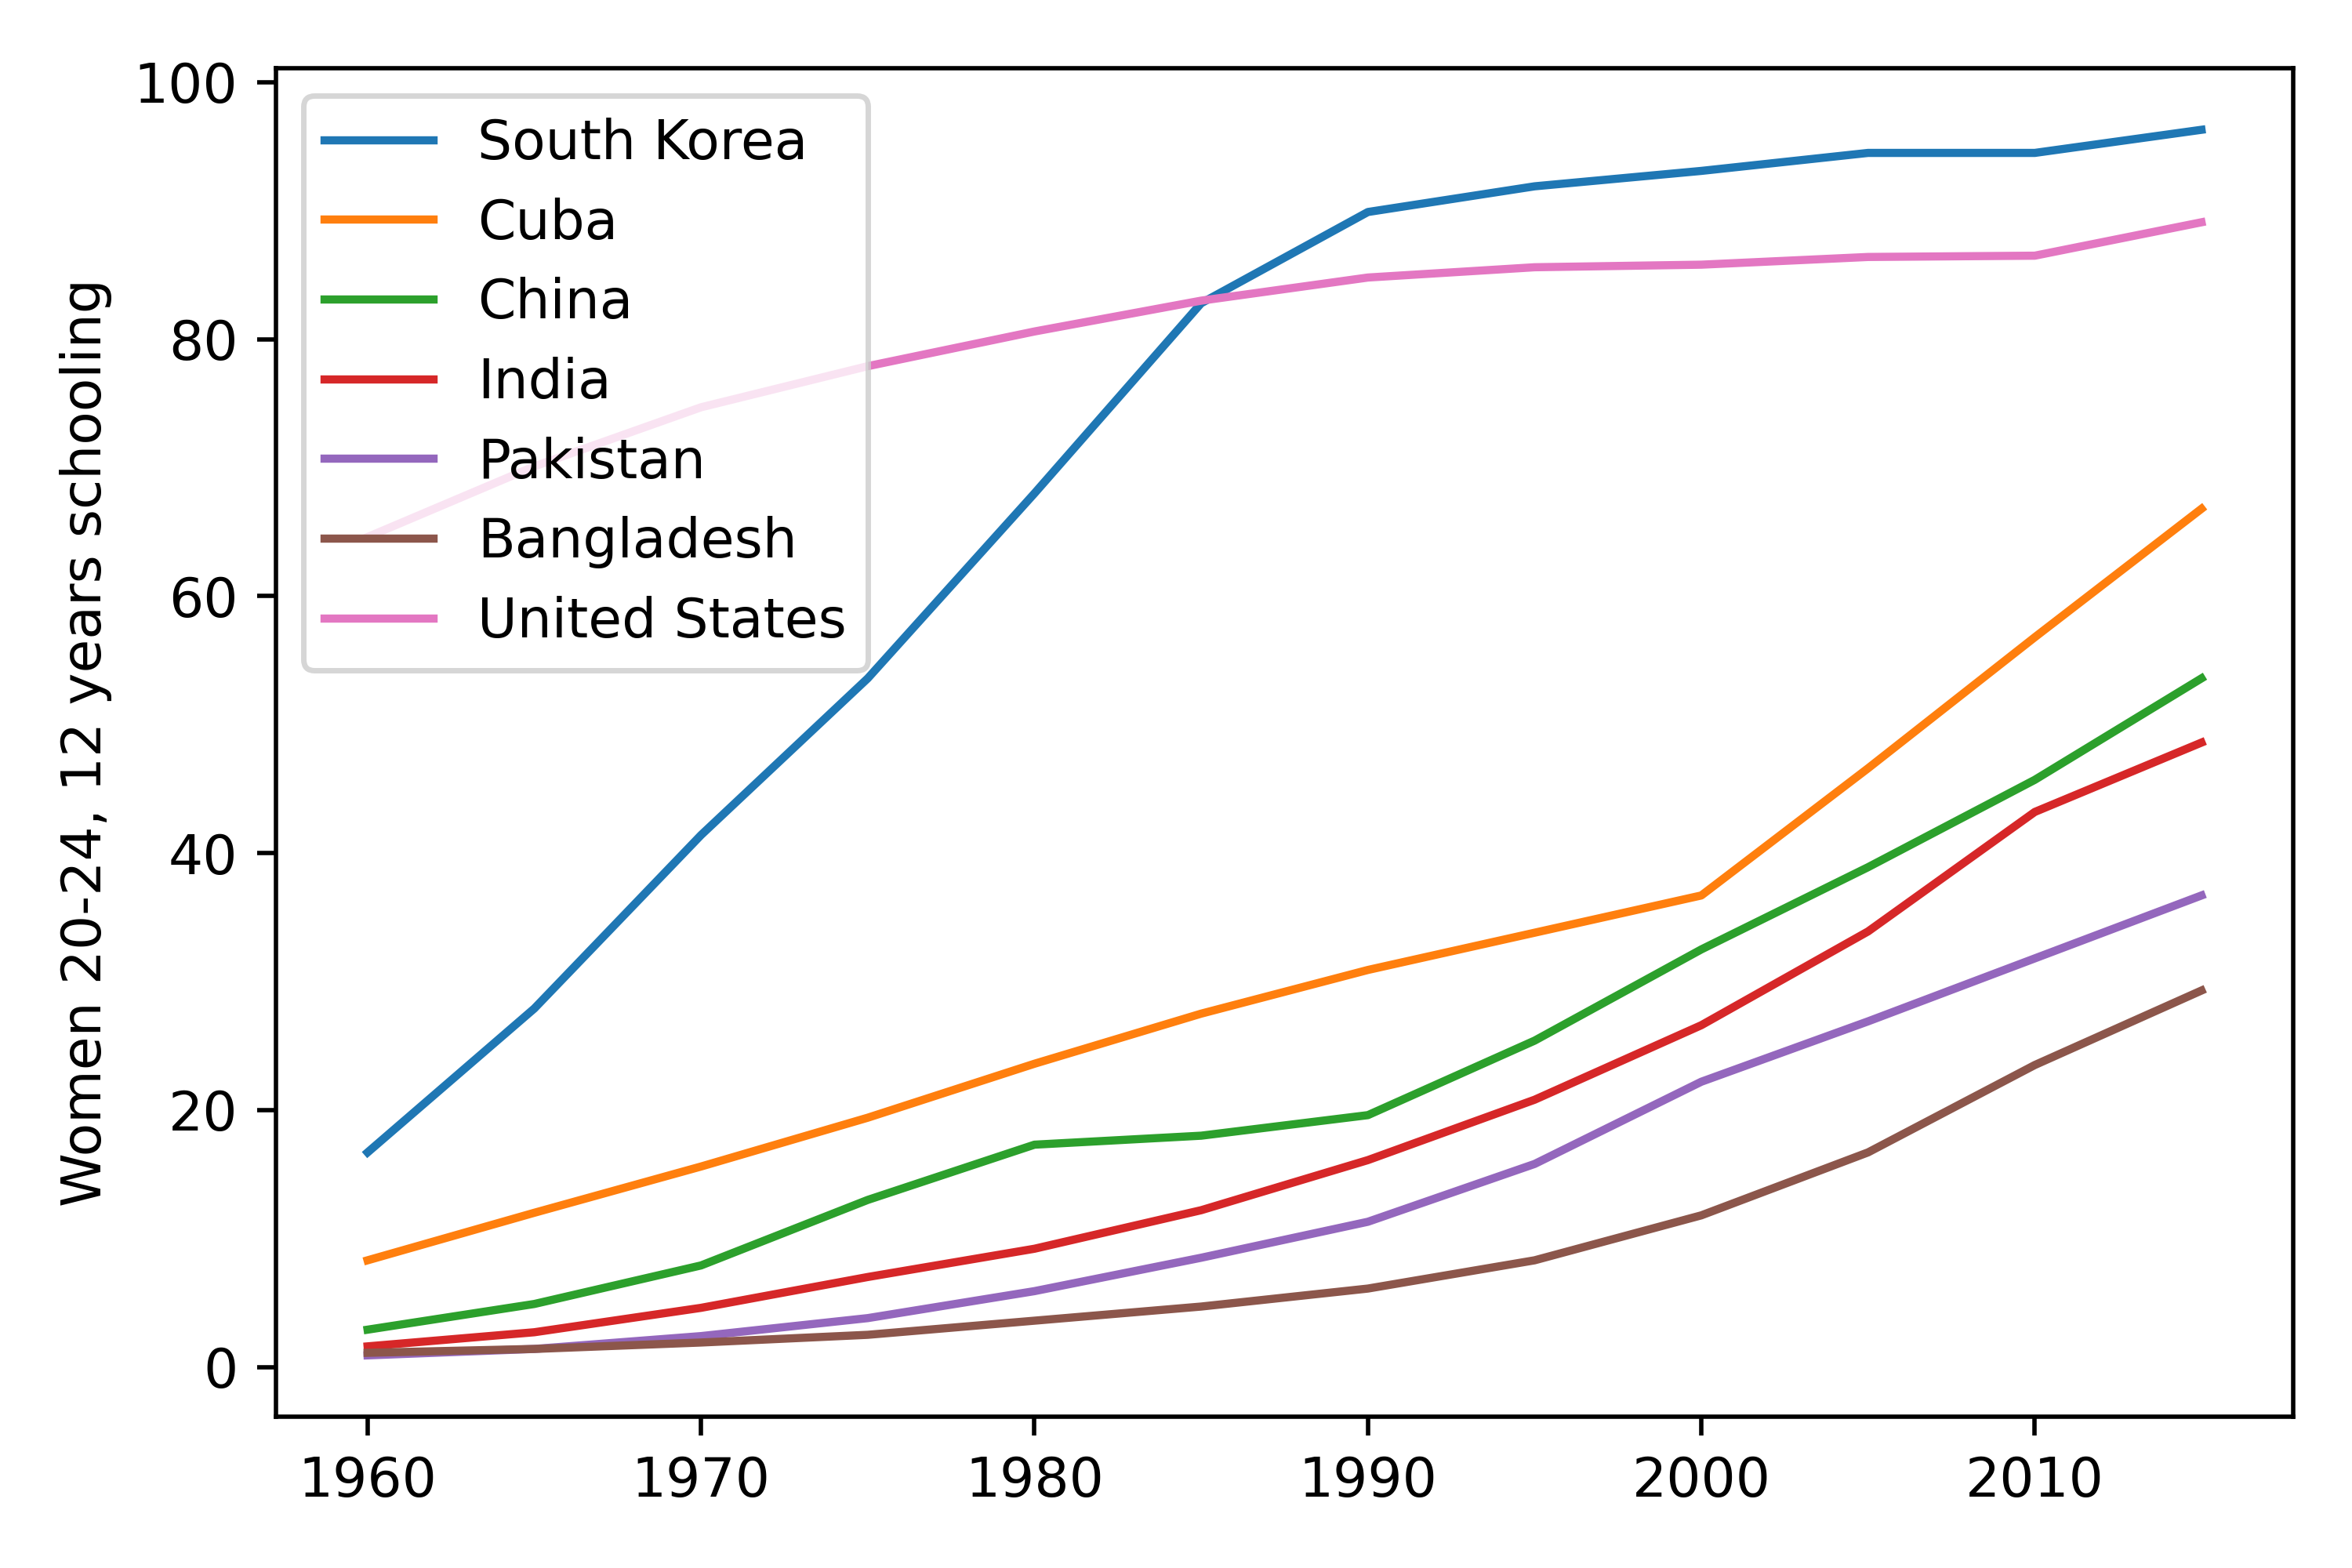 Women 20-24, 12 years schooling
100
80
60
40
20
0
South Korea
Cuba
China
India
Pakistan
Bangladesh
United States
1960 1970 1980 1990 2000 2010